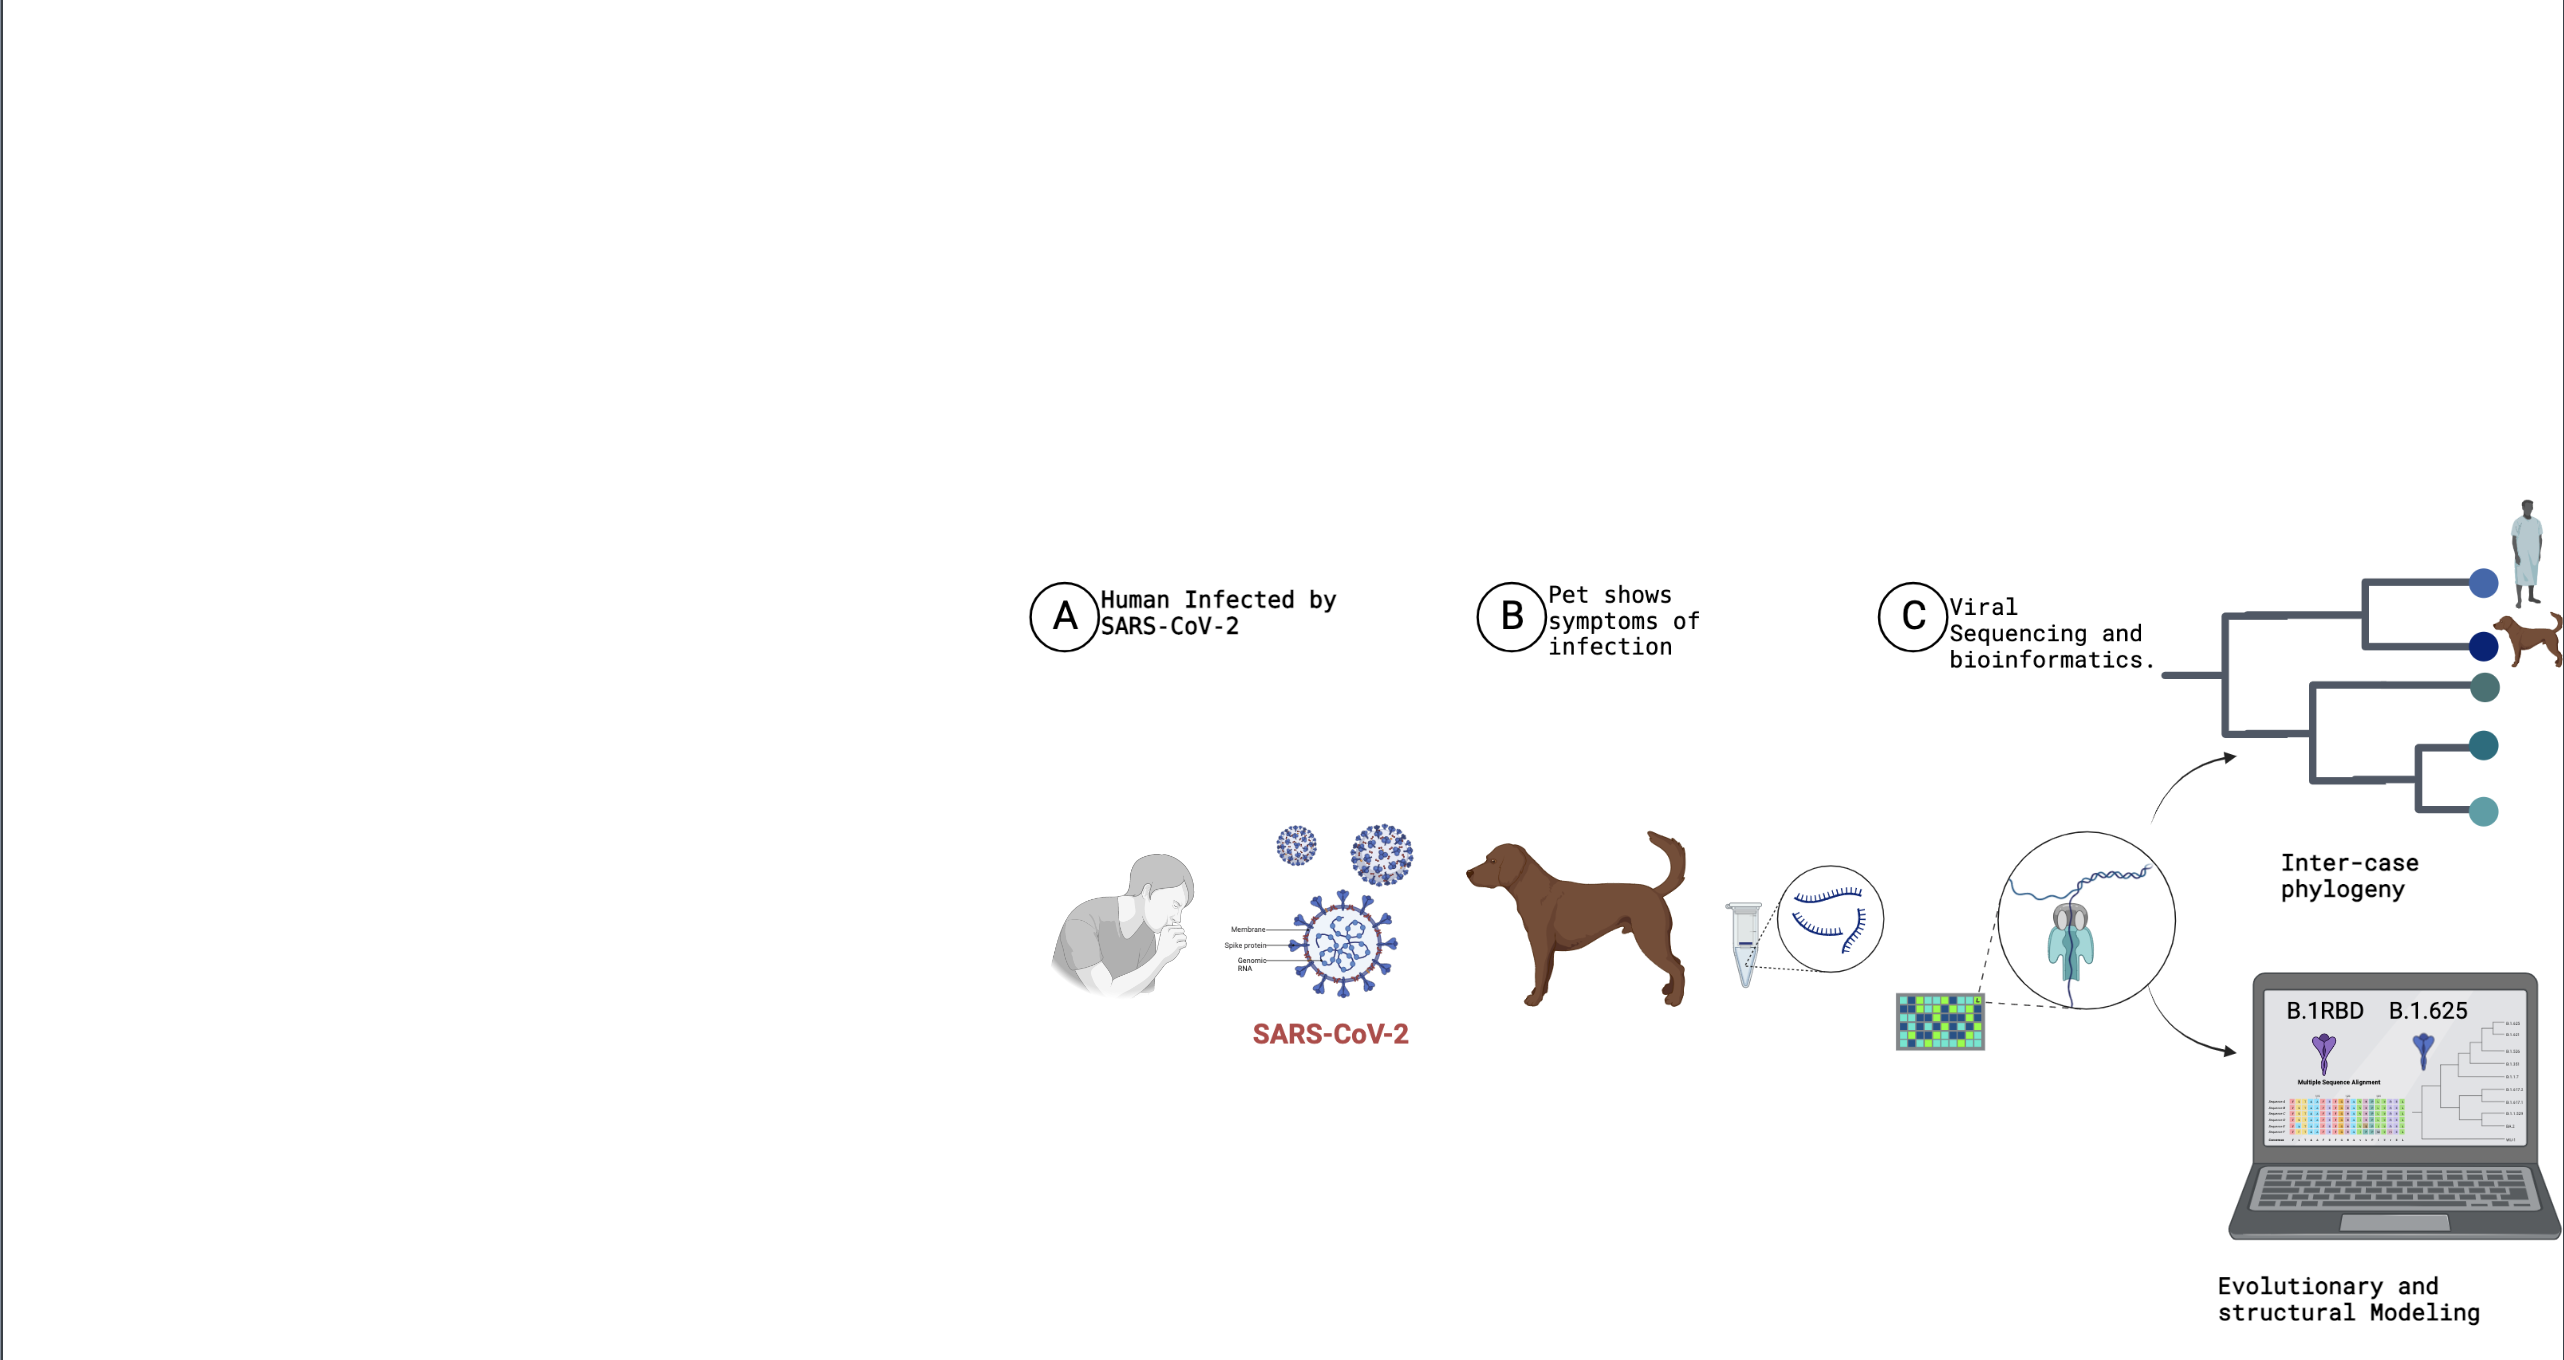 A
Human Infected by
SARS-CoV-2
B
Pet shows
symptoms of
infection
C
Viral
Sequencing and
bioinformatics.
Membrane
Spike protein
Genomic
RNA
SARS-CoV-2
Inter-case
phylogeny
B.1RBD
B.1.625
Multiple Sequence Alignment
Evolutionary and
structural Modeling